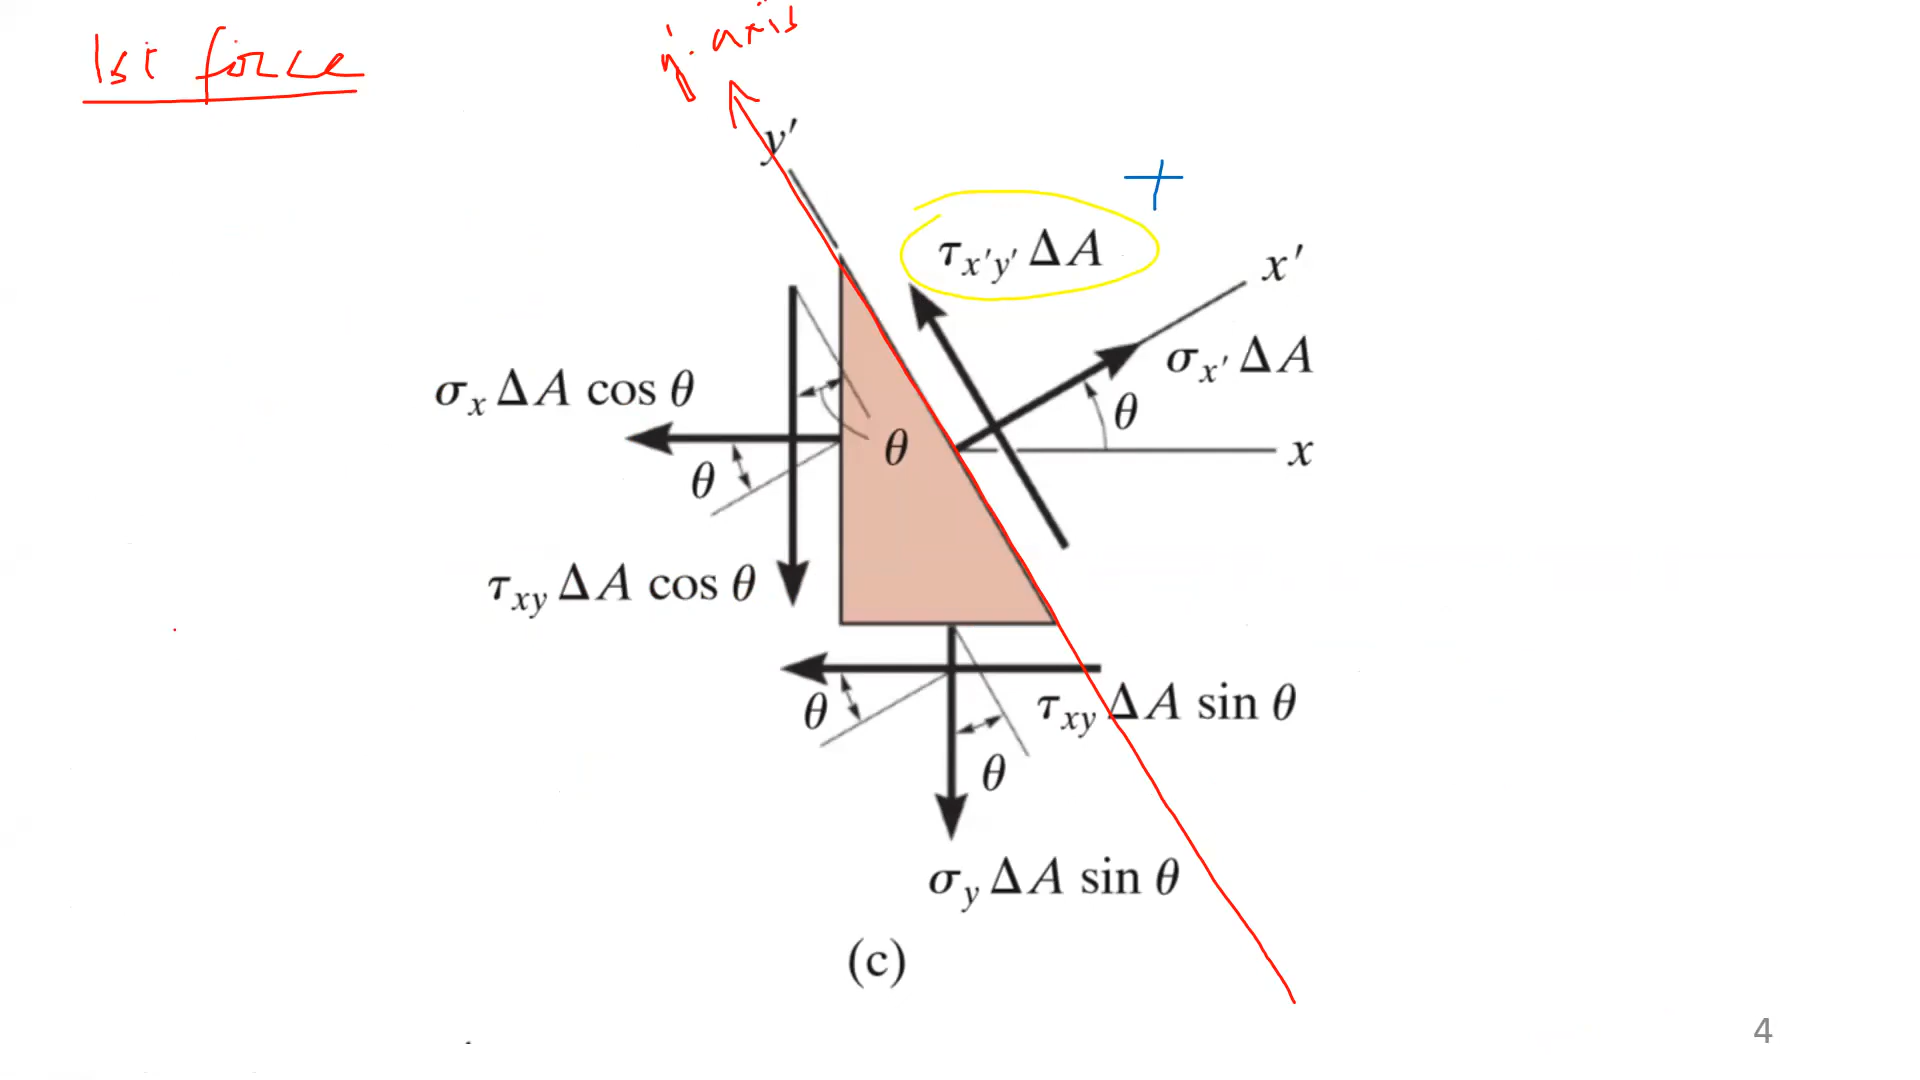 1st force
y' axis
y′
τx′y′ ΔA
+
x′
σx′ ΔA
σx ΔA cos θ
θ
θ
x
θ
τxy ΔA cos θ
θ
τxy ΔA sin θ
θ
σy ΔA sin θ
(c)
4